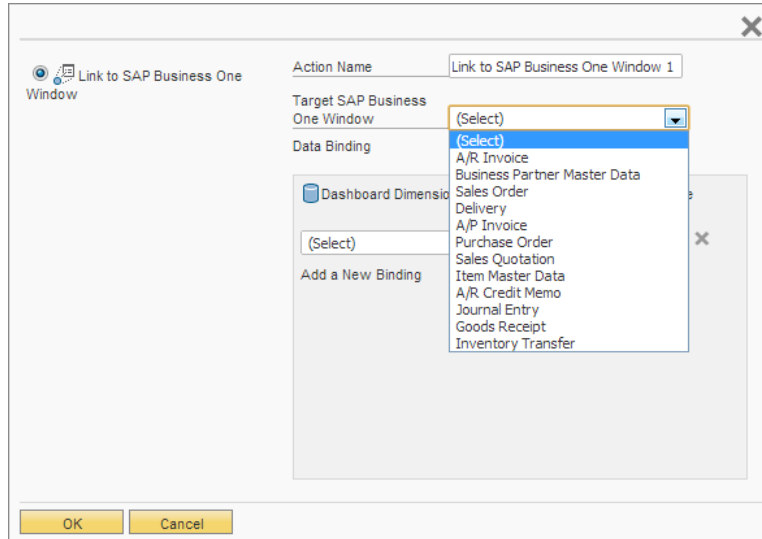 Link to SAP Business One
Window
Action Name
Link to SAP Business One Window 1
Target SAP Business
One Window
(Select)
Data Binding
(Select)
A/R Invoice
Business Partner Master Data
Sales Order
Delivery
A/P Invoice
Purchase Order
Sales Quotation
Item Master Data
A/R Credit Memo
Journal Entry
Goods Receipt
Inventory Transfer
Dashboard Dimensio
(Select)
Add a New Binding
OK
Cancel